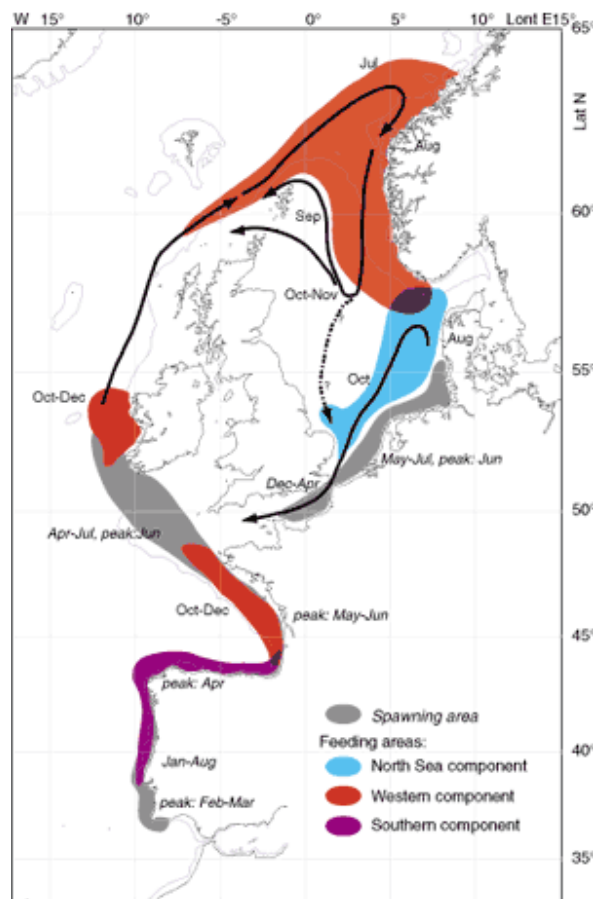 W 15° 10° 5° 0° 5° 10° Lont E15°
65°
Lat N
Jul
Aug
60°
Sep
Oct-Nov
?
Aug
55°
Oct
Oct-Dec
May-Jul, peak: Jun
Dec-Apr
50°
Apr-Jul, peak:Jun
Oct-Dec
peak: May-Jun
45°
peak: Apr
Spawning area
Feeding areas:
Jan-Aug
40°
North Sea component
peak: Feb-Mar
Western component
Southern component
35°